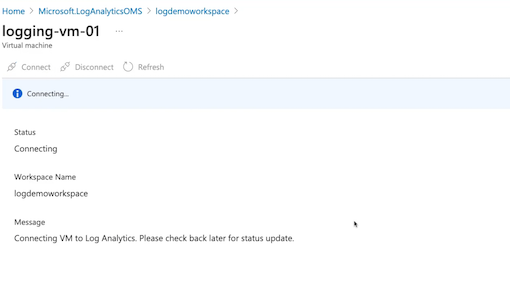 Home > Microsoft.LogAnalyticsOMS > logdemoworkspace >
logging-vm-01 ...
Virtual machine
Connect Disconnect Refresh
Connecting...
Status
Connecting
Workspace Name
logdemoworkspace
Message
Connecting VM to Log Analytics. Please check back later for status update.